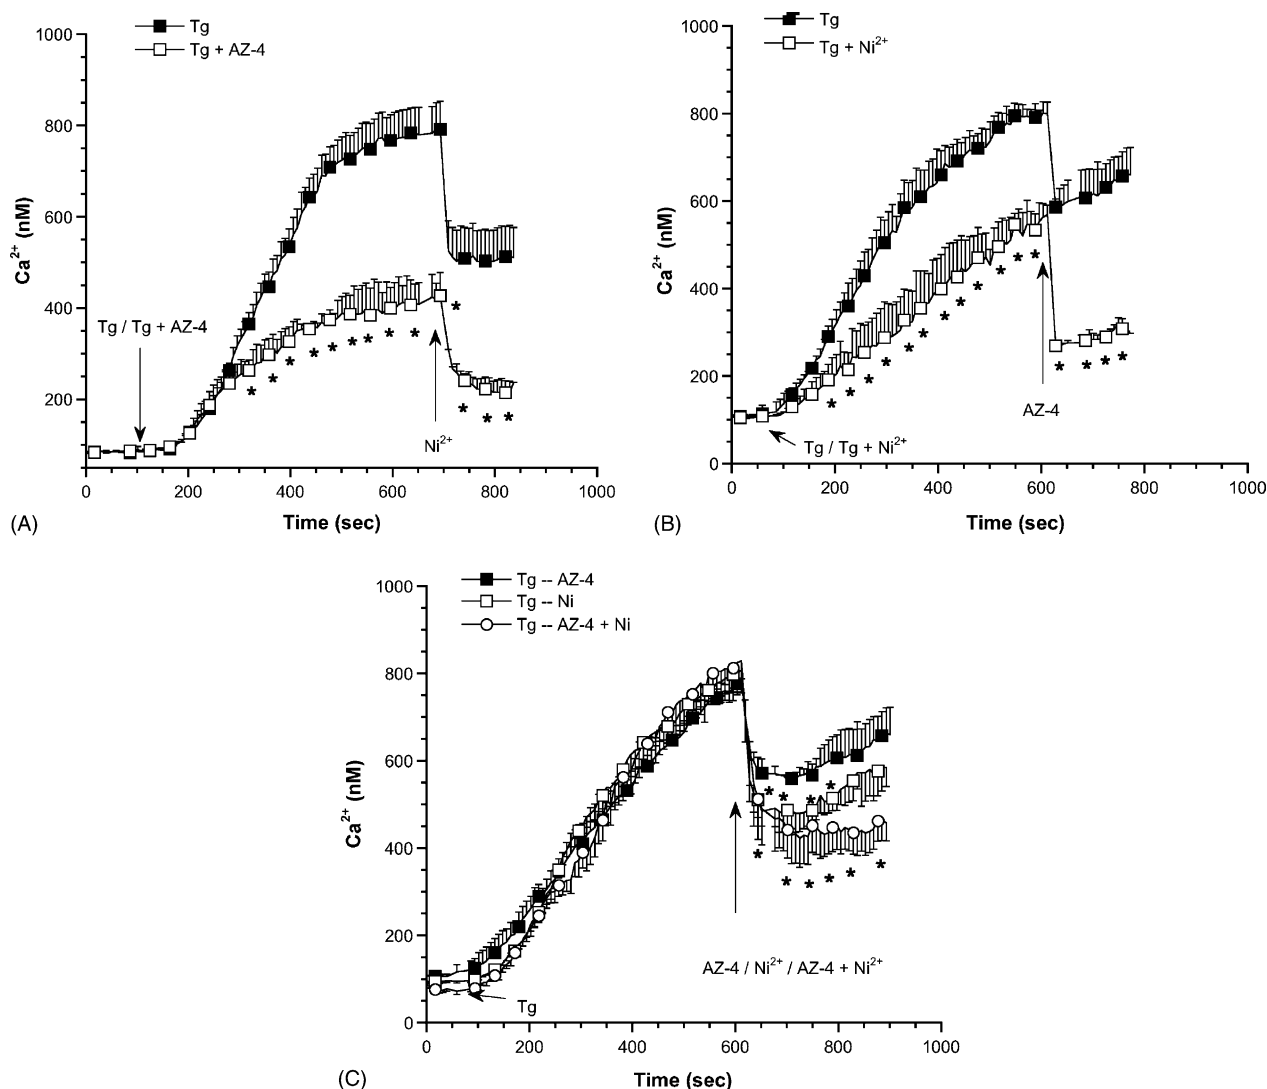 Tg
Tg + AZ-4
1000
800
600
400
200
Ca²⁺ (nM)
Tg / Tg + AZ-4
Ni²⁺
* * * * * * * * * * * *
0 200 400 600 800 1000
Time (sec)
(A)
Tg
Tg + Ni²⁺
1000
800
600
400
200
0
Ca²⁺ (nM)
AZ-4
Tg / Tg + Ni²⁺
* * * * * * * * * * * * * *
0 200 400 600 800 1000
Time (sec)
(B)
Tg -- AZ-4
Tg -- Ni
Tg -- AZ-4 + Ni
1000
800
600
400
200
0
Ca²⁺ (nM)
* * * *
* * * * * *
AZ-4 / Ni²⁺ / AZ-4 + Ni²⁺
Tg
0 200 400 600 800 1000
Time (sec)
(C)